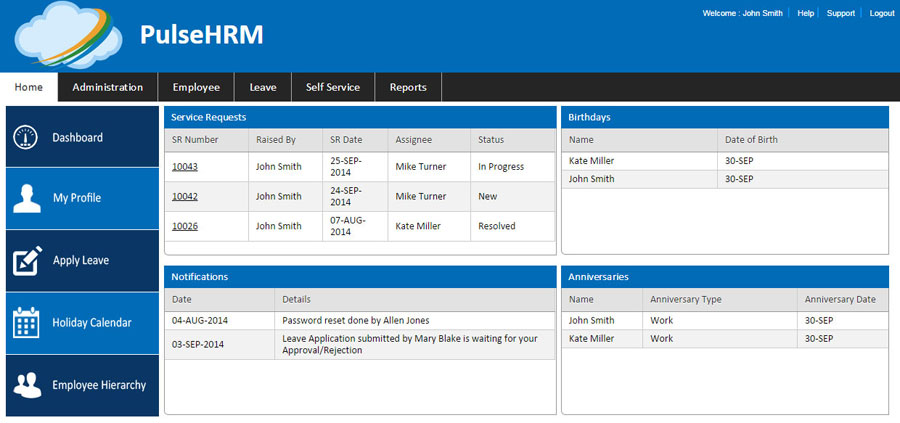 PulseHRM
Welcome : John Smith Help Support Logout
Home Administration Employee Leave Self Service Reports
Dashboard
My Profile
Apply Leave
Holiday Calendar
Employee Hierarchy
Service Requests
SR Number Raised By SR Date Assignee Status
10043 John Smith 25-SEP-
2014 Mike Turner In Progress
10042 John Smith 24-SEP-
2014 Mike Turner New
10026 John Smith 07-AUG-
2014 Kate Miller Resolved
Birthdays
Name Date of Birth
Kate Miller 30-SEP
John Smith 30-SEP
Notifications
Date Details
04-AUG-2014 Password reset done by Allen Jones
03-SEP-2014 Leave Application submitted by Mary Blake is waiting for your
Approval/Rejection
Anniversaries
Name Anniversary Type Anniversary Date
John Smith Work 30-SEP
Kate Miller Work 30-SEP